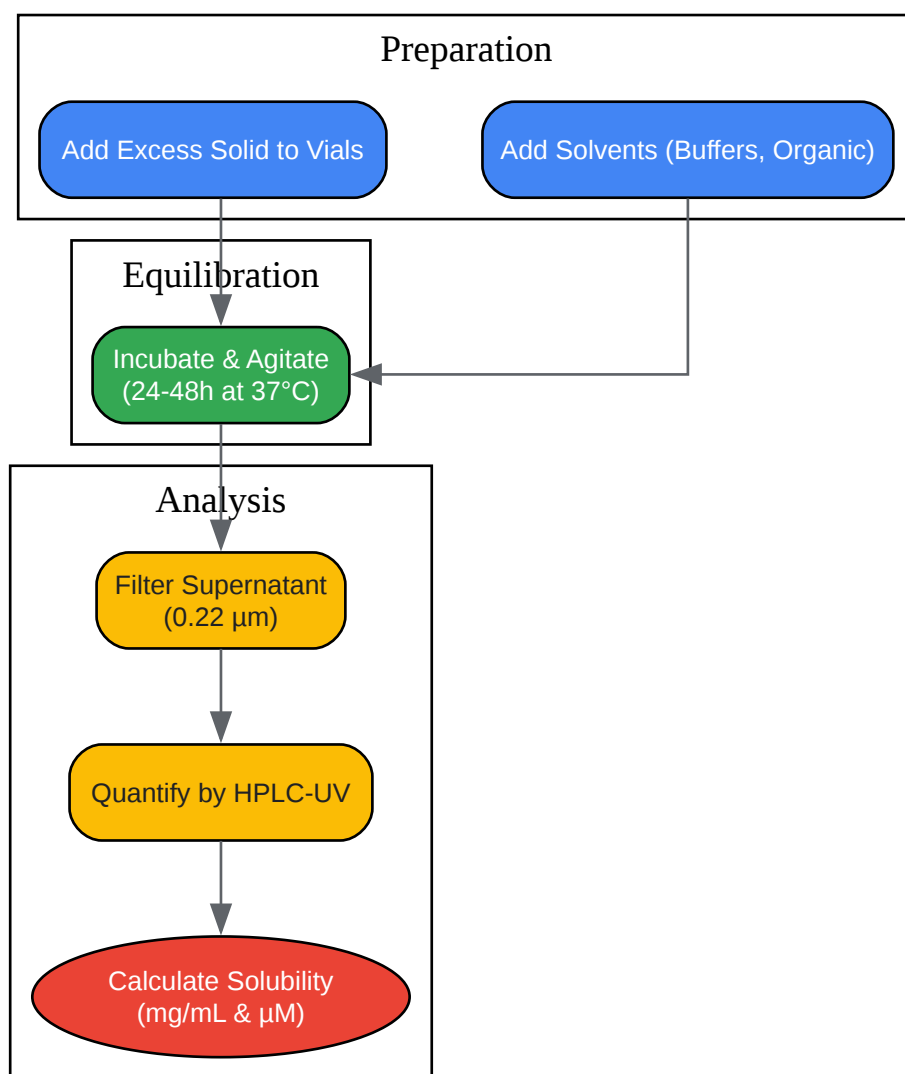 Preparation
Add Excess Solid to Vials
Add Solvents (Buffers, Organic)
Equilibration
Incubate & Agitate
(24-48h at 37°C)
Analysis
Filter Supernatant
(0.22 µm)
Quantify by HPLC-UV
Calculate Solubility
(mg/mL & µM)